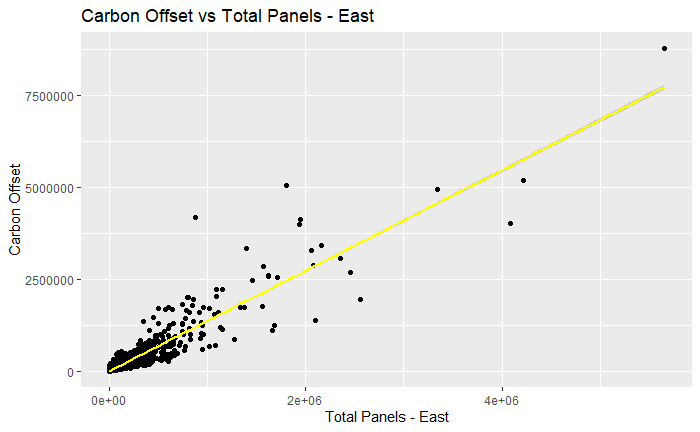 Carbon Offset vs Total Panels - East
7500000
5000000
2500000
0
Carbon Offset
0e+00 2e+06 4e+06
Total Panels - East